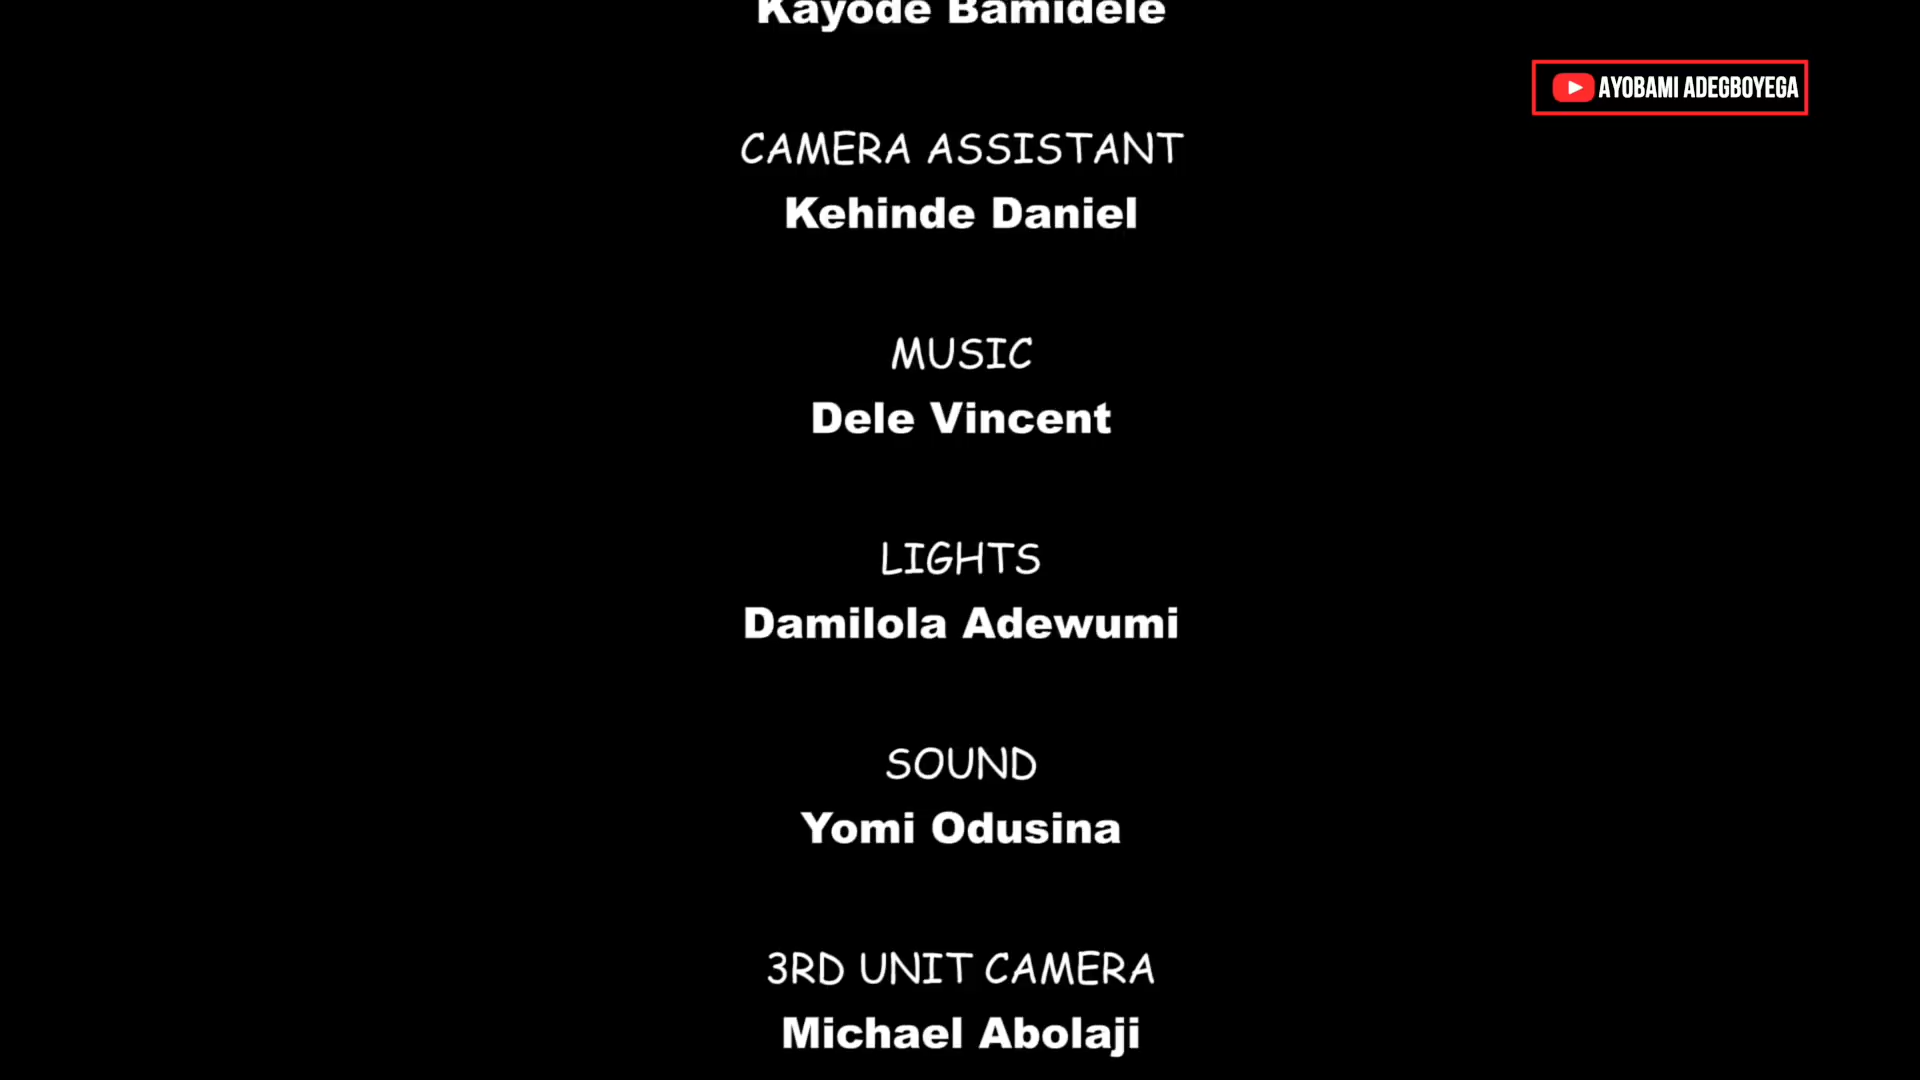 Kayode Bamidele
AYOBAMI ADEGBOYEGA
CAMERA ASSISTANT
Kehinde Daniel
MUSIC
Dele Vincent
LIGHTS
Damilola Adewumi
SOUND
Yomi Odusina
3RD UNIT CAMERA
Michael Abolaji